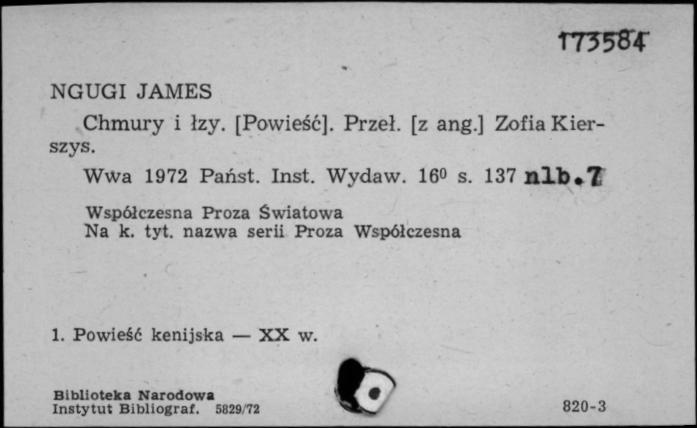 173584
NGUGI JAMES
Chmury i łzy. [Powieść]. Przeł. [z ang.] Zofia Kier-
szys.
Wwa 1972 Państ. Inst. Wydaw. 16⁰ s. 137 nlb.7
Współczesna Proza Światowa
Na k. tyt. nazwa serii Proza Współczesna
1. Powieść kenijska — XX w.
Biblioteka Narodowa
Instytut Bibliograf. 5829/72
820-3